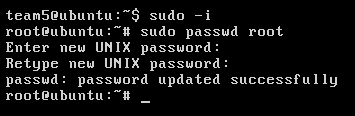 team5@ubuntu:~$ sudo -i
root@ubuntu:~# sudo passwd root
Enter new UNIX password:
Retype new UNIX password:
passwd: password updated successfully
root@ubuntu:~# _